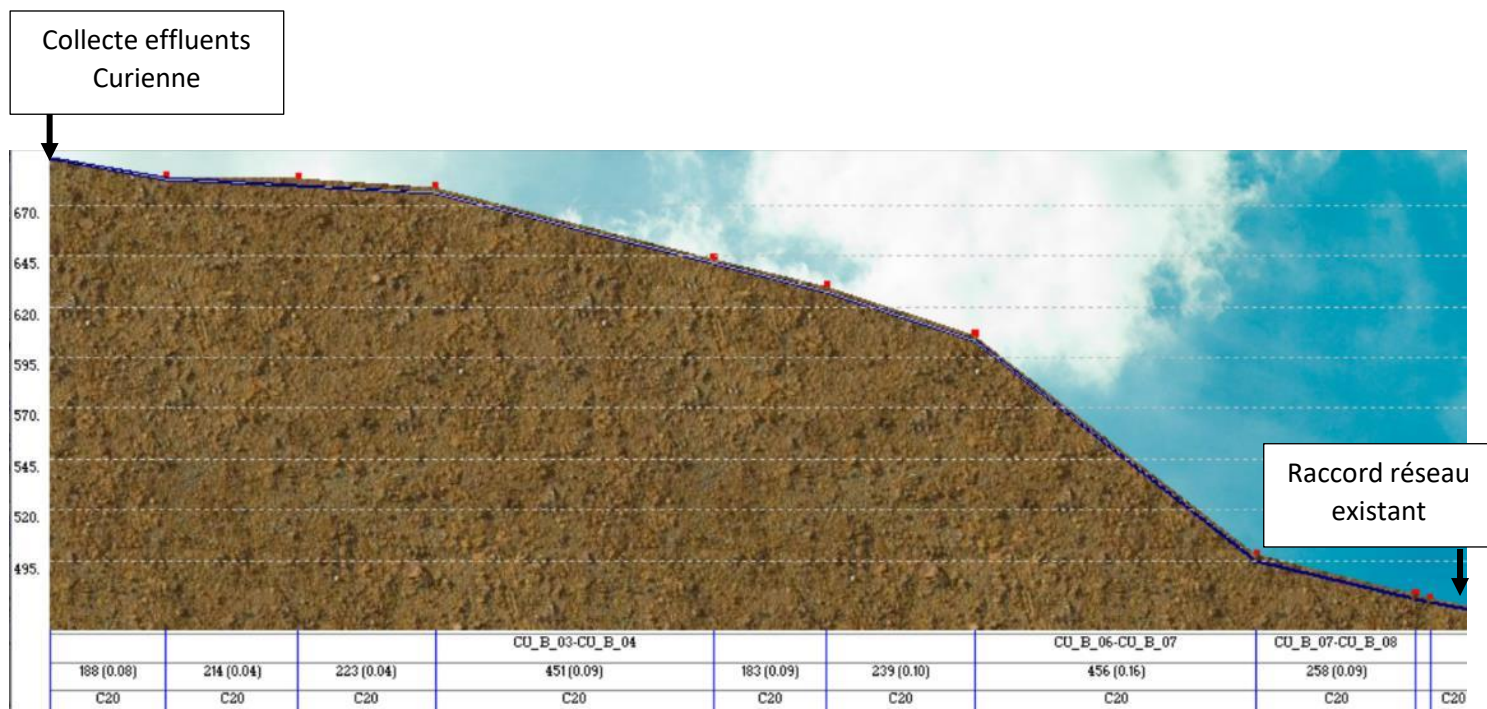 Collecte effluents
Curienne
670.
645.
620.
595.
570.
545.
520.
495.
Raccord réseau
existant
CU_B_03-CU_B_04 CU_B_06-CU_B_07 CU_B_07-CU_B_08
188 (0.08) 214 (0.04) 223 (0.04) 451 (0.09) 183 (0.09) 239 (0.10) 456 (0.16) 258 (0.09)
C20 C20 C20 C20 C20 C20 C20 C20 C20